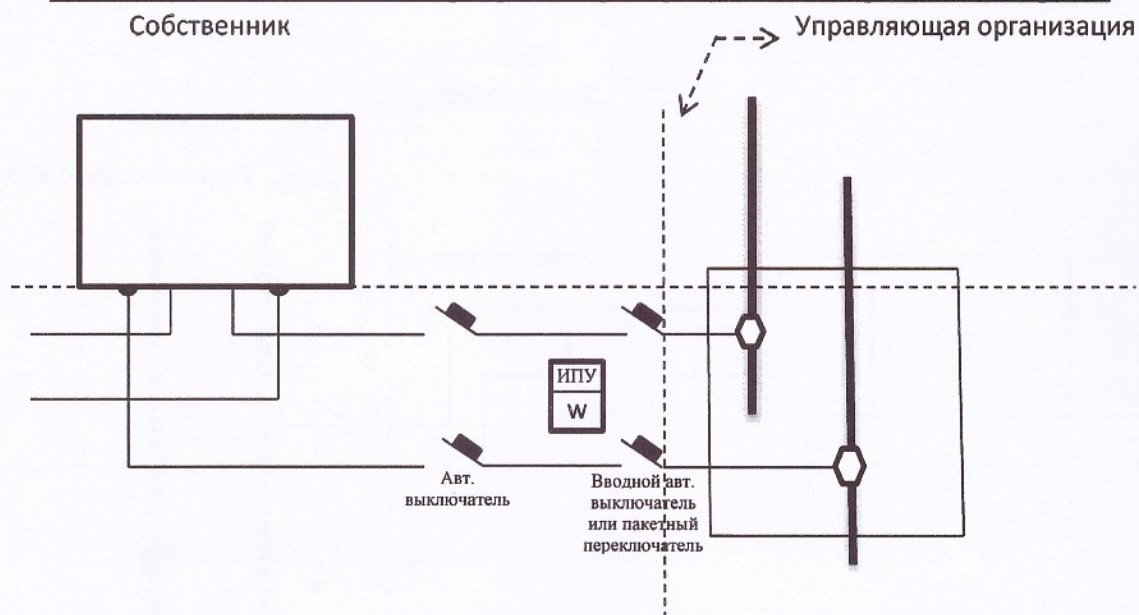 Собственник
Управляющая организация
ИПУ
W
Авт.
выключатель
Вводной авт.
выключатель
или пакетный
переключатель